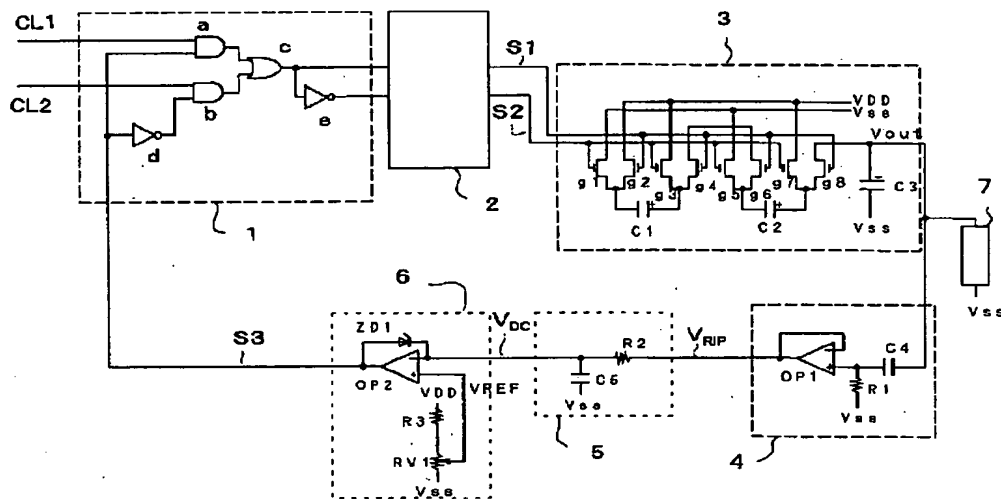 CL1
CL2
a
b
c
d
e
1
2
S1
S2
3
VDD
Vss
Vout
g1
g2
g3
g4
g5
g6
g7
g8
C1
C2
C3
Vss
7
Vss
S3
6
ZD1
OP2
VDD
VREF
R3
RV1
Vss
VDC
R2
C5
Vss
5
VRIP
OP1
C4
R1
Vss
4